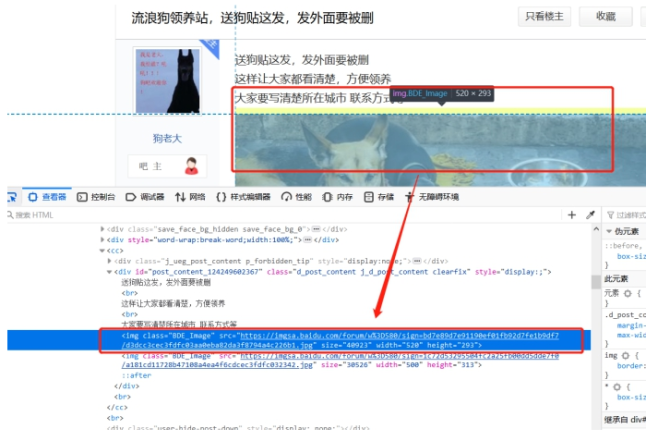 流浪狗领养站，送狗贴这发，发外面要被删
只看楼主
收藏
送狗贴这发，发外面要被删
这样让大家都看清楚，方便领养
大家要写清楚所在城市 联系方式等
img.BDE_Image 520 × 293
狗老大
吧 主
查看器 控制台 调试器 网络 样式编辑器 性能 内存 存储 无障碍环境
搜索 HTML
过滤样式
<div class="save_face_bg_hidden save_face_bg_0"></div>
伪元素
<div style="word-wrap:break-word;width:100%;"></div>
::before,
<cc>
box-siz
<div class="j_ueg_post_content p_forbidden_tip" style="display:none;"></div>
此元素
<div id="post_content_124249602367" class="d_post_content j_d_post_content clearfix" style="display:;">
元素 {
送狗贴这发，发外面要被删
<br>
.d_post_co
这样让大家都看清楚，方便领养
margin-
<br>
max-wid
大家要写清楚所在城市 联系方式等
<img class="BDE_Image" src="https://imgsa.baidu.com/forum/w%3D580/sign=bd7e89d7e91190ef01fb92d7fe1b9df7
/d3dcc3cec3fdfc03aa0eba82da3f8794a4c226b1.jpg" size="40923" width="520" height="293">
img {
border:
<img class="BDE_Image" src="https://imgsa.baidu.com/forum/w%3D580/sign=1c72d53295504fc2a25fb00dd5dde7f0
/a181cd11728b47108a4ea4f6cdcec3fdfc032342.jpg" size="30526" width="500" height="313">
::after
* {
</div>
box-siz
<br>
</cc>
<br>
继承自 div#
<div class="user-hide-post-down" style="display: none;"></div>